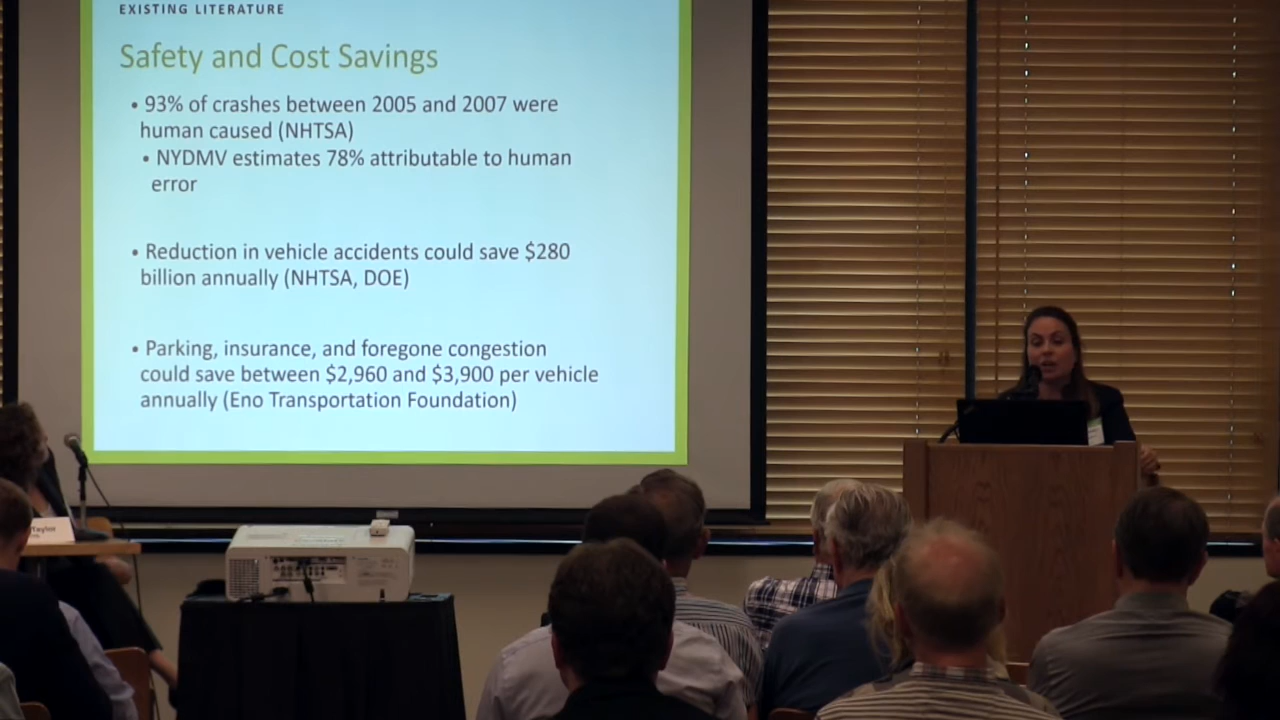 EXISTING LITERATURE
Safety and Cost Savings
• 93% of crashes between 2005 and 2007 were
human caused (NHTSA)
• NYDMV estimates 78% attributable to human
error
• Reduction in vehicle accidents could save $280
billion annually (NHTSA, DOE)
• Parking, insurance, and foregone congestion
could save between $2,960 and $3,900 per vehicle
annually (Eno Transportation Foundation)
Taylor